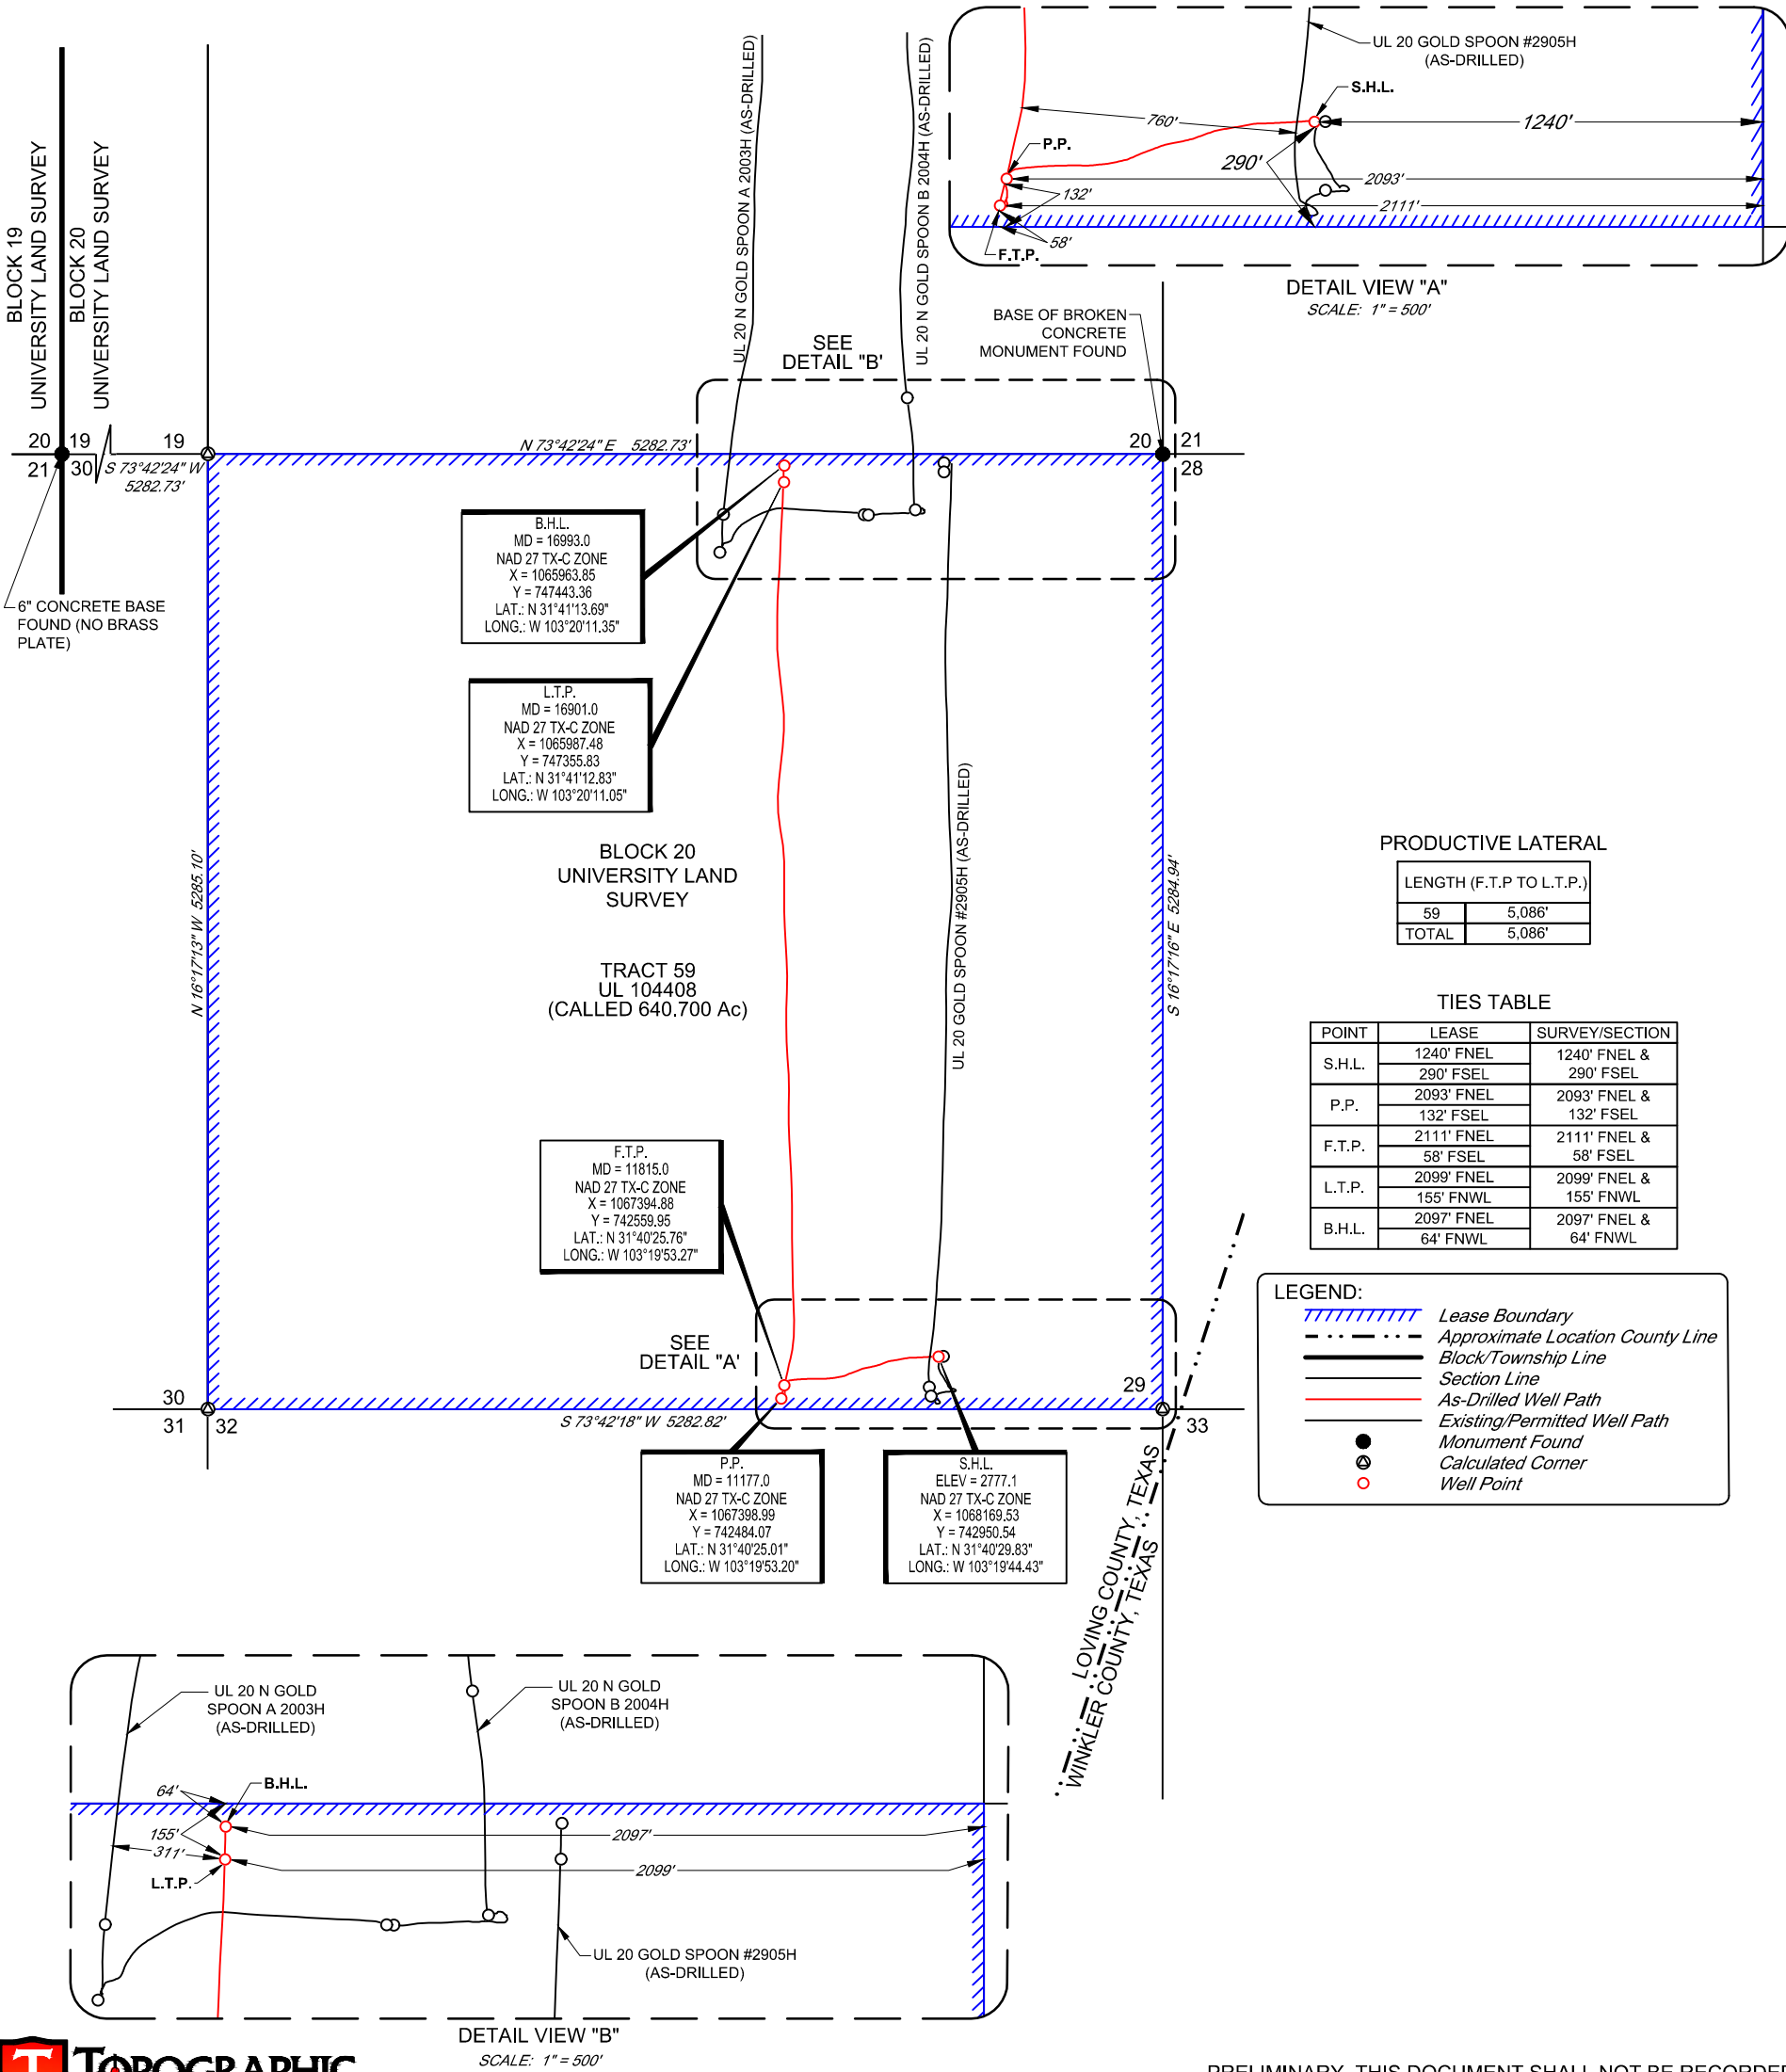 UL 20 GOLD SPOON #2905H
(AS-DRILLED)
S.H.L.
760'
1240'
P.P.
290'
2093'
132'
2111'
58'
F.T.P.
DETAIL VIEW "A"
SCALE: 1" = 500'
BLOCK 19
UNIVERSITY LAND SURVEY
BLOCK 20
UNIVERSITY LAND SURVEY
UL 20 N GOLD SPOON A 2003H (AS-DRILLED)
UL 20 N GOLD SPOON B 2004H (AS-DRILLED)
BASE OF BROKEN
CONCRETE
MONUMENT FOUND
SEE
DETAIL "B'
20
19
19
21
30
S 73°42'24" W
5282.73'
N 73°42'24" E 5282.73'
20
21
28
6" CONCRETE BASE
FOUND (NO BRASS
PLATE)
B.H.L.
MD = 16993.0
NAD 27 TX-C ZONE
X = 1065963.85
Y = 747443.36
LAT.: N 31°41'13.69"
LONG.: W 103°20'11.35"
L.T.P.
MD = 16901.0
NAD 27 TX-C ZONE
X = 1065987.48
Y = 747355.83
LAT.: N 31°41'12.83"
LONG.: W 103°20'11.05"
BLOCK 20
UNIVERSITY LAND
SURVEY
TRACT 59
UL 104408
(CALLED 640.700 Ac)
N 16°17'13" W 5285.10'
UL 20 GOLD SPOON #2905H (AS-DRILLED)
S 16°17'16" E 5284.94'
PRODUCTIVE LATERAL
LENGTH (F.T.P TO L.T.P.)
59 5,086'
TOTAL 5,086'
TIES TABLE
POINT LEASE SURVEY/SECTION
S.H.L. 1240' FNEL 1240' FNEL &
290' FSEL 290' FSEL
P.P. 2093' FNEL 2093' FNEL &
132' FSEL 132' FSEL
F.T.P. 2111' FNEL 2111' FNEL &
58' FSEL 58' FSEL
L.T.P. 2099' FNEL 2099' FNEL &
155' FNWL 155' FNWL
B.H.L. 2097' FNEL 2097' FNEL &
64' FNWL 64' FNWL
F.T.P.
MD = 11815.0
NAD 27 TX-C ZONE
X = 1067394.88
Y = 742559.95
LAT.: N 31°40'25.76"
LONG.: W 103°19'53.27"
LEGEND:
Lease Boundary
Approximate Location County Line
Block/Township Line
Section Line
As-Drilled Well Path
Existing/Permitted Well Path
Monument Found
Calculated Corner
Well Point
SEE
DETAIL "A'
30
31
32
29
33
S 73°42'18" W 5282.82'
P.P.
MD = 11177.0
NAD 27 TX-C ZONE
X = 1067398.99
Y = 742484.07
LAT.: N 31°40'25.01"
LONG.: W 103°19'53.20"
S.H.L.
ELEV = 2777.1
NAD 27 TX-C ZONE
X = 1068169.53
Y = 742950.54
LAT.: N 31°40'29.83"
LONG.: W 103°19'44.43"
LOVING COUNTY, TEXAS
WINKLER COUNTY, TEXAS
UL 20 N GOLD
SPOON A 2003H
(AS-DRILLED)
UL 20 N GOLD
SPOON B 2004H
(AS-DRILLED)
64'
B.H.L.
155'
2097'
311'
2099'
L.T.P.
UL 20 GOLD SPOON #2905H
(AS-DRILLED)
DETAIL VIEW "B"
SCALE: 1" = 500'
TOPOGRAPHIC
PRELIMINARY, THIS DOCUMENT SHALL NOT BE RECORDED